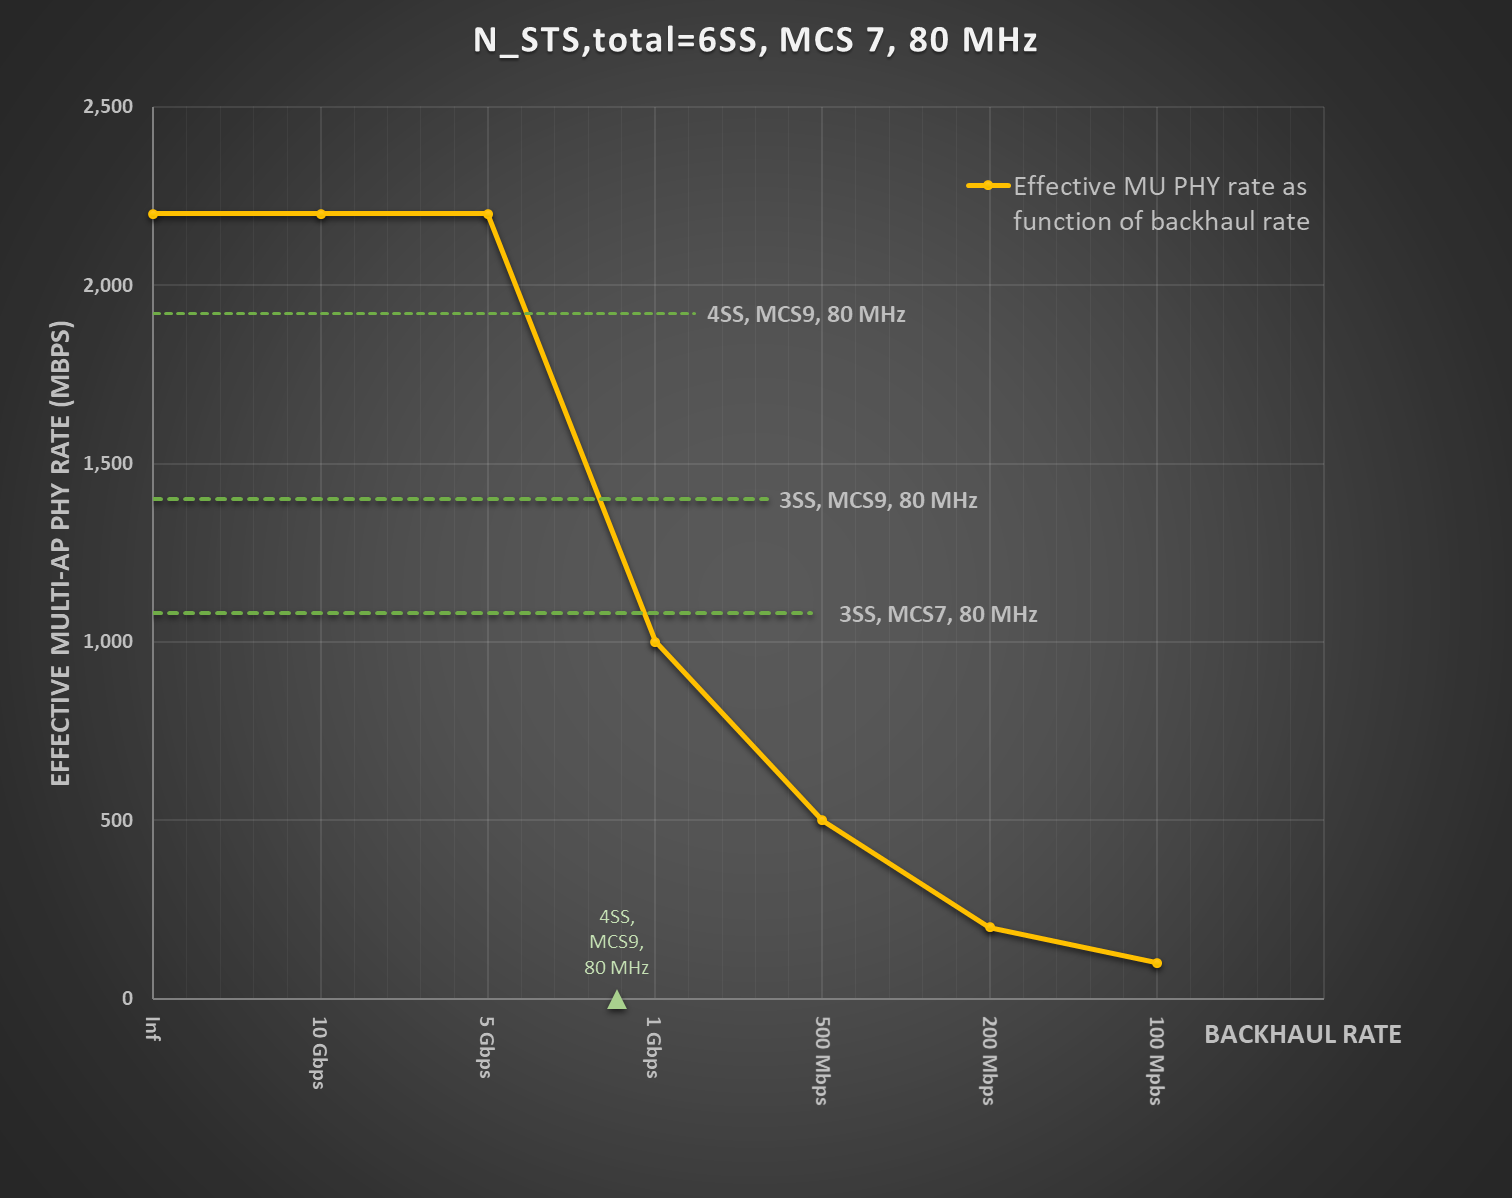 N_STS,total=6SS, MCS 7, 80 MHz
2,500
2,000
1,500
1,000
500
0
EFFECTIVE MULTI-AP PHY RATE (MBPS)
Effective MU PHY rate as
function of backhaul rate
4SS, MCS9, 80 MHz
3SS, MCS9, 80 MHz
3SS, MCS7, 80 MHz
4SS,
MCS9,
80 MHz
Inf
10 Gbps
5 Gbps
1 Gbps
500 Mbps
200 Mbps
100 Mpbs
BACKHAUL RATE